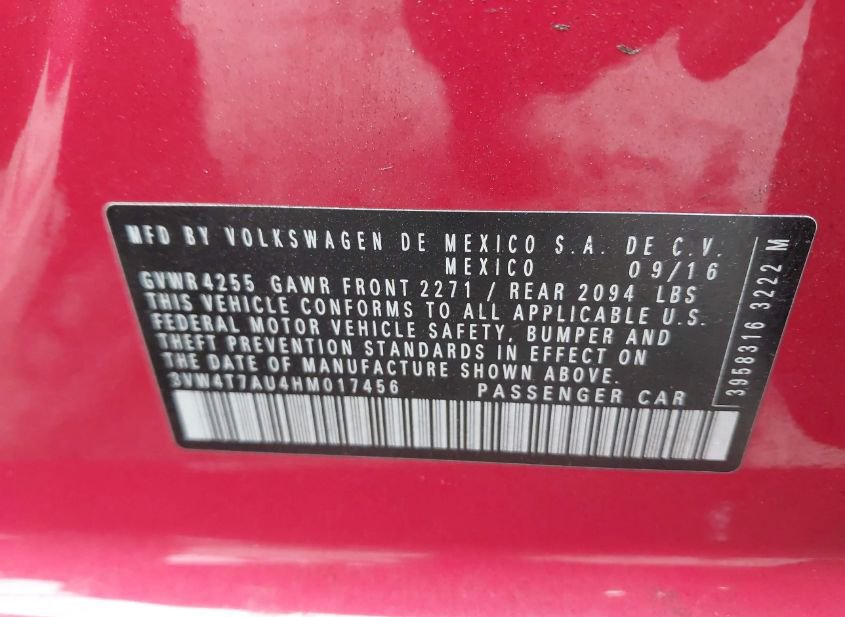 MFD BY VOLKSWAGEN DE MEXICO S.A. DE C.V.
MEXICO 09/16
GVWR 4255 GAWR FRONT 2271 / REAR 2094 LBS
THIS VEHICLE CONFORMS TO ALL APPLICABLE U.S.
FEDERAL MOTOR VEHICLE SAFETY, BUMPER AND
THEFT PREVENTION STANDARDS IN EFFECT ON
THE DATE OF MANUFACTURE SHOWN ABOVE.
3VW4T7AU4HM017456 PASSENGER CAR
3958316 3222 M